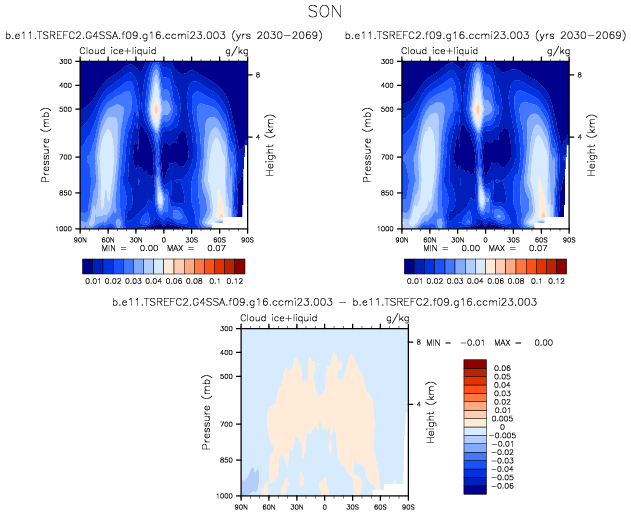 SON
b.e11.TSREFC2.G4SSA.f09.g16.ccmi23.003 (yrs 2030-2069)
b.e11.TSREFC2.f09.g16.ccmi23.003 (yrs 2030-2069)
Cloud ice+liquid g/kg
Cloud ice+liquid g/kg
Pressure (mb)
300
400
500
700
850
1000
8
4
Height (km)
90N 60N 30N 0 30S 60S 90S
MIN = 0.00 MAX = 0.07
0.01 0.02 0.04 0.06 0.08 0.1 0.12
Pressure (mb)
300
400
500
700
850
1000
8
4
Height (km)
90N 60N 30N 0 30S 60S 90S
MIN = 0.00 MAX = 0.07
0.01 0.02 0.04 0.06 0.08 0.1 0.12
b.e11.TSREFC2.G4SSA.f09.g16.ccmi23.003 - b.e11.TSREFC2.f09.g16.ccmi23.003
Cloud ice+liquid g/kg
Pressure (mb)
300
400
500
700
850
1000
8
4
Height (km)
90N 60N 30N 0 30S 60S 90S
MIN = -0.01 MAX = 0.00
0.06
0.05
0.04
0.03
0.02
0.01
0.005
0
-0.005
-0.01
-0.02
-0.03
-0.04
-0.05
-0.06